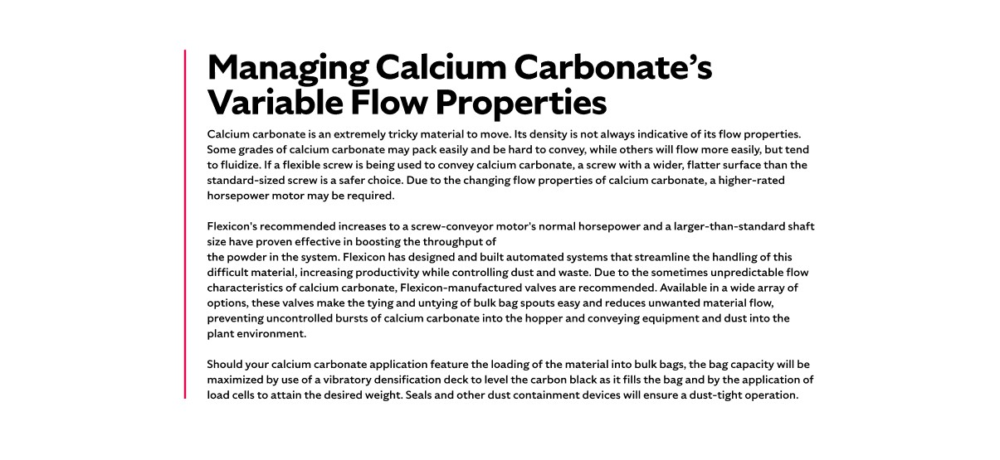 Managing Calcium Carbonate’s
Variable Flow Properties
Calcium carbonate is an extremely tricky material to move. Its density is not always indicative of its flow properties.
Some grades of calcium carbonate may pack easily and be hard to convey, while others will flow more easily, but tend
to fluidize. If a flexible screw is being used to convey calcium carbonate, a screw with a wider, flatter surface than the
standard-sized screw is a safer choice. Due to the changing flow properties of calcium carbonate, a higher-rated
horsepower motor may be required.
Flexicon's recommended increases to a screw-conveyor motor's normal horsepower and a larger-than-standard shaft
size have proven effective in boosting the throughput of
the powder in the system. Flexicon has designed and built automated systems that streamline the handling of this
difficult material, increasing productivity while controlling dust and waste. Due to the sometimes unpredictable flow
characteristics of calcium carbonate, Flexicon-manufactured valves are recommended. Available in a wide array of
options, these valves make the tying and untying of bulk bag spouts easy and reduces unwanted material flow,
preventing uncontrolled bursts of calcium carbonate into the hopper and conveying equipment and dust into the
plant environment.
Should your calcium carbonate application feature the loading of the material into bulk bags, the bag capacity will be
maximized by use of a vibratory densification deck to level the carbon black as it fills the bag and by the application of
load cells to attain the desired weight. Seals and other dust containment devices will ensure a dust-tight operation.